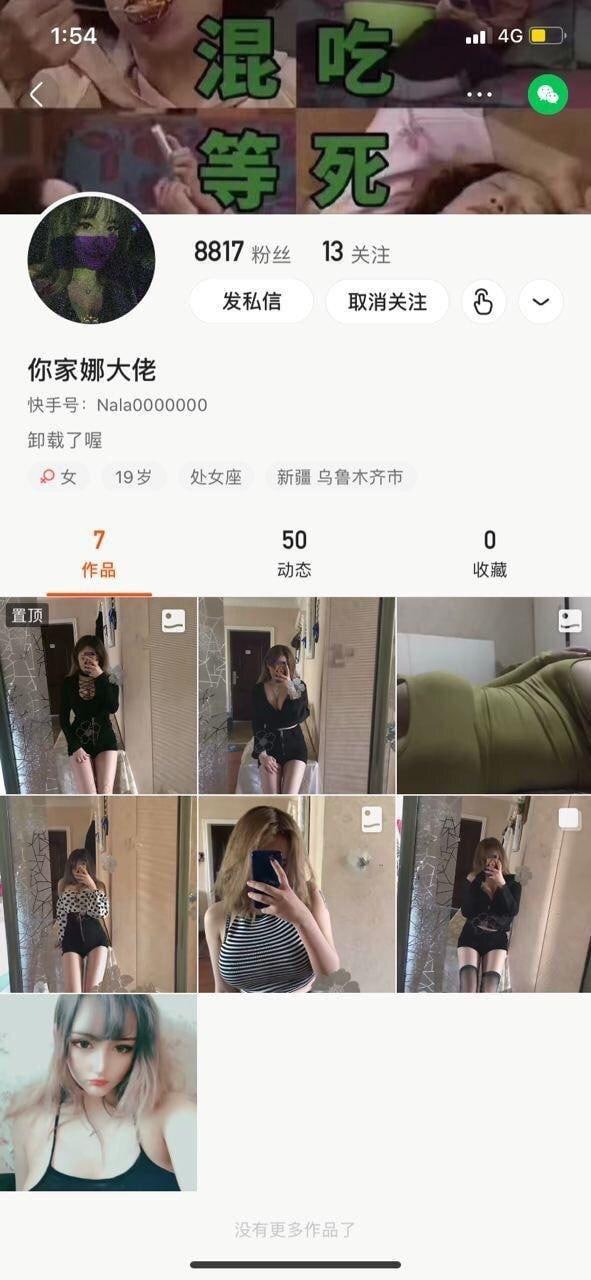 1:54
4G
混吃
等死
8817 粉丝 13 关注
发私信 取消关注
你家娜大佬
快手号：Nala0000000
卸载了喔
女 19岁 处女座 新疆 乌鲁木齐市
7 50 0
作品 动态 收藏
置顶
没有更多作品了